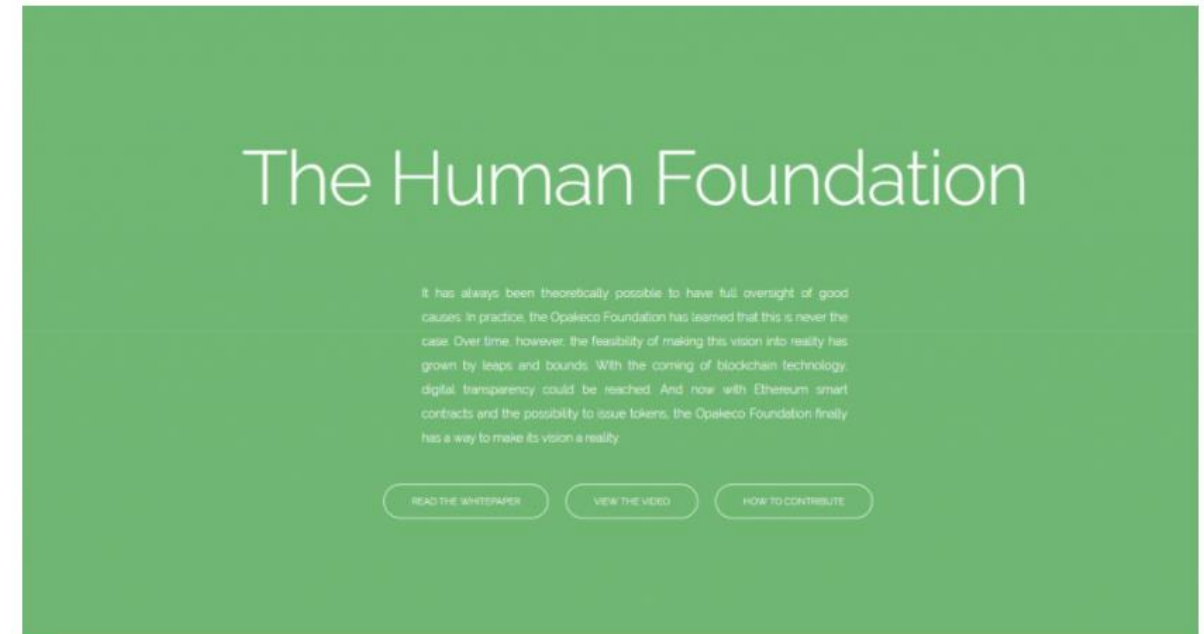 The Human Foundation
It has always been theoretically possible to have full oversight of good
causes. In practice, the Opakeco Foundation has learned that this is never the
case. Over time, however, the feasibility of making this vision into reality has
grown by leaps and bounds. With the coming of blockchain technology,
digital transparency could be reached. And now with Ethereum smart
contracts and the possibility to issue tokens, the Opakeco Foundation finally
has a way to make its vision a reality
READ THE WHITEPAPER
VIEW THE VIDEO
HOW TO CONTRIBUTE